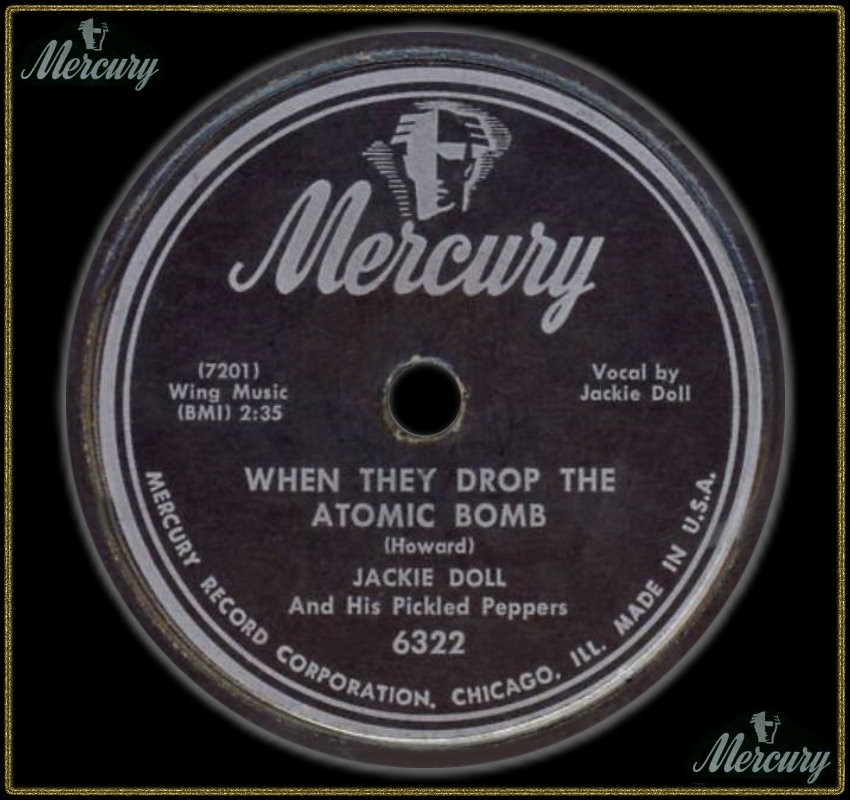 Mercury
Mercury
(7201)
Wing Music
(BMI) 2:35
Vocal by
Jackie Doll
WHEN THEY DROP THE
ATOMIC BOMB
(Howard)
JACKIE DOLL
And His Pickled Peppers
6322
MERCURY RECORD CORPORATION. CHICAGO, ILL. MADE IN U.S.A.
Mercury